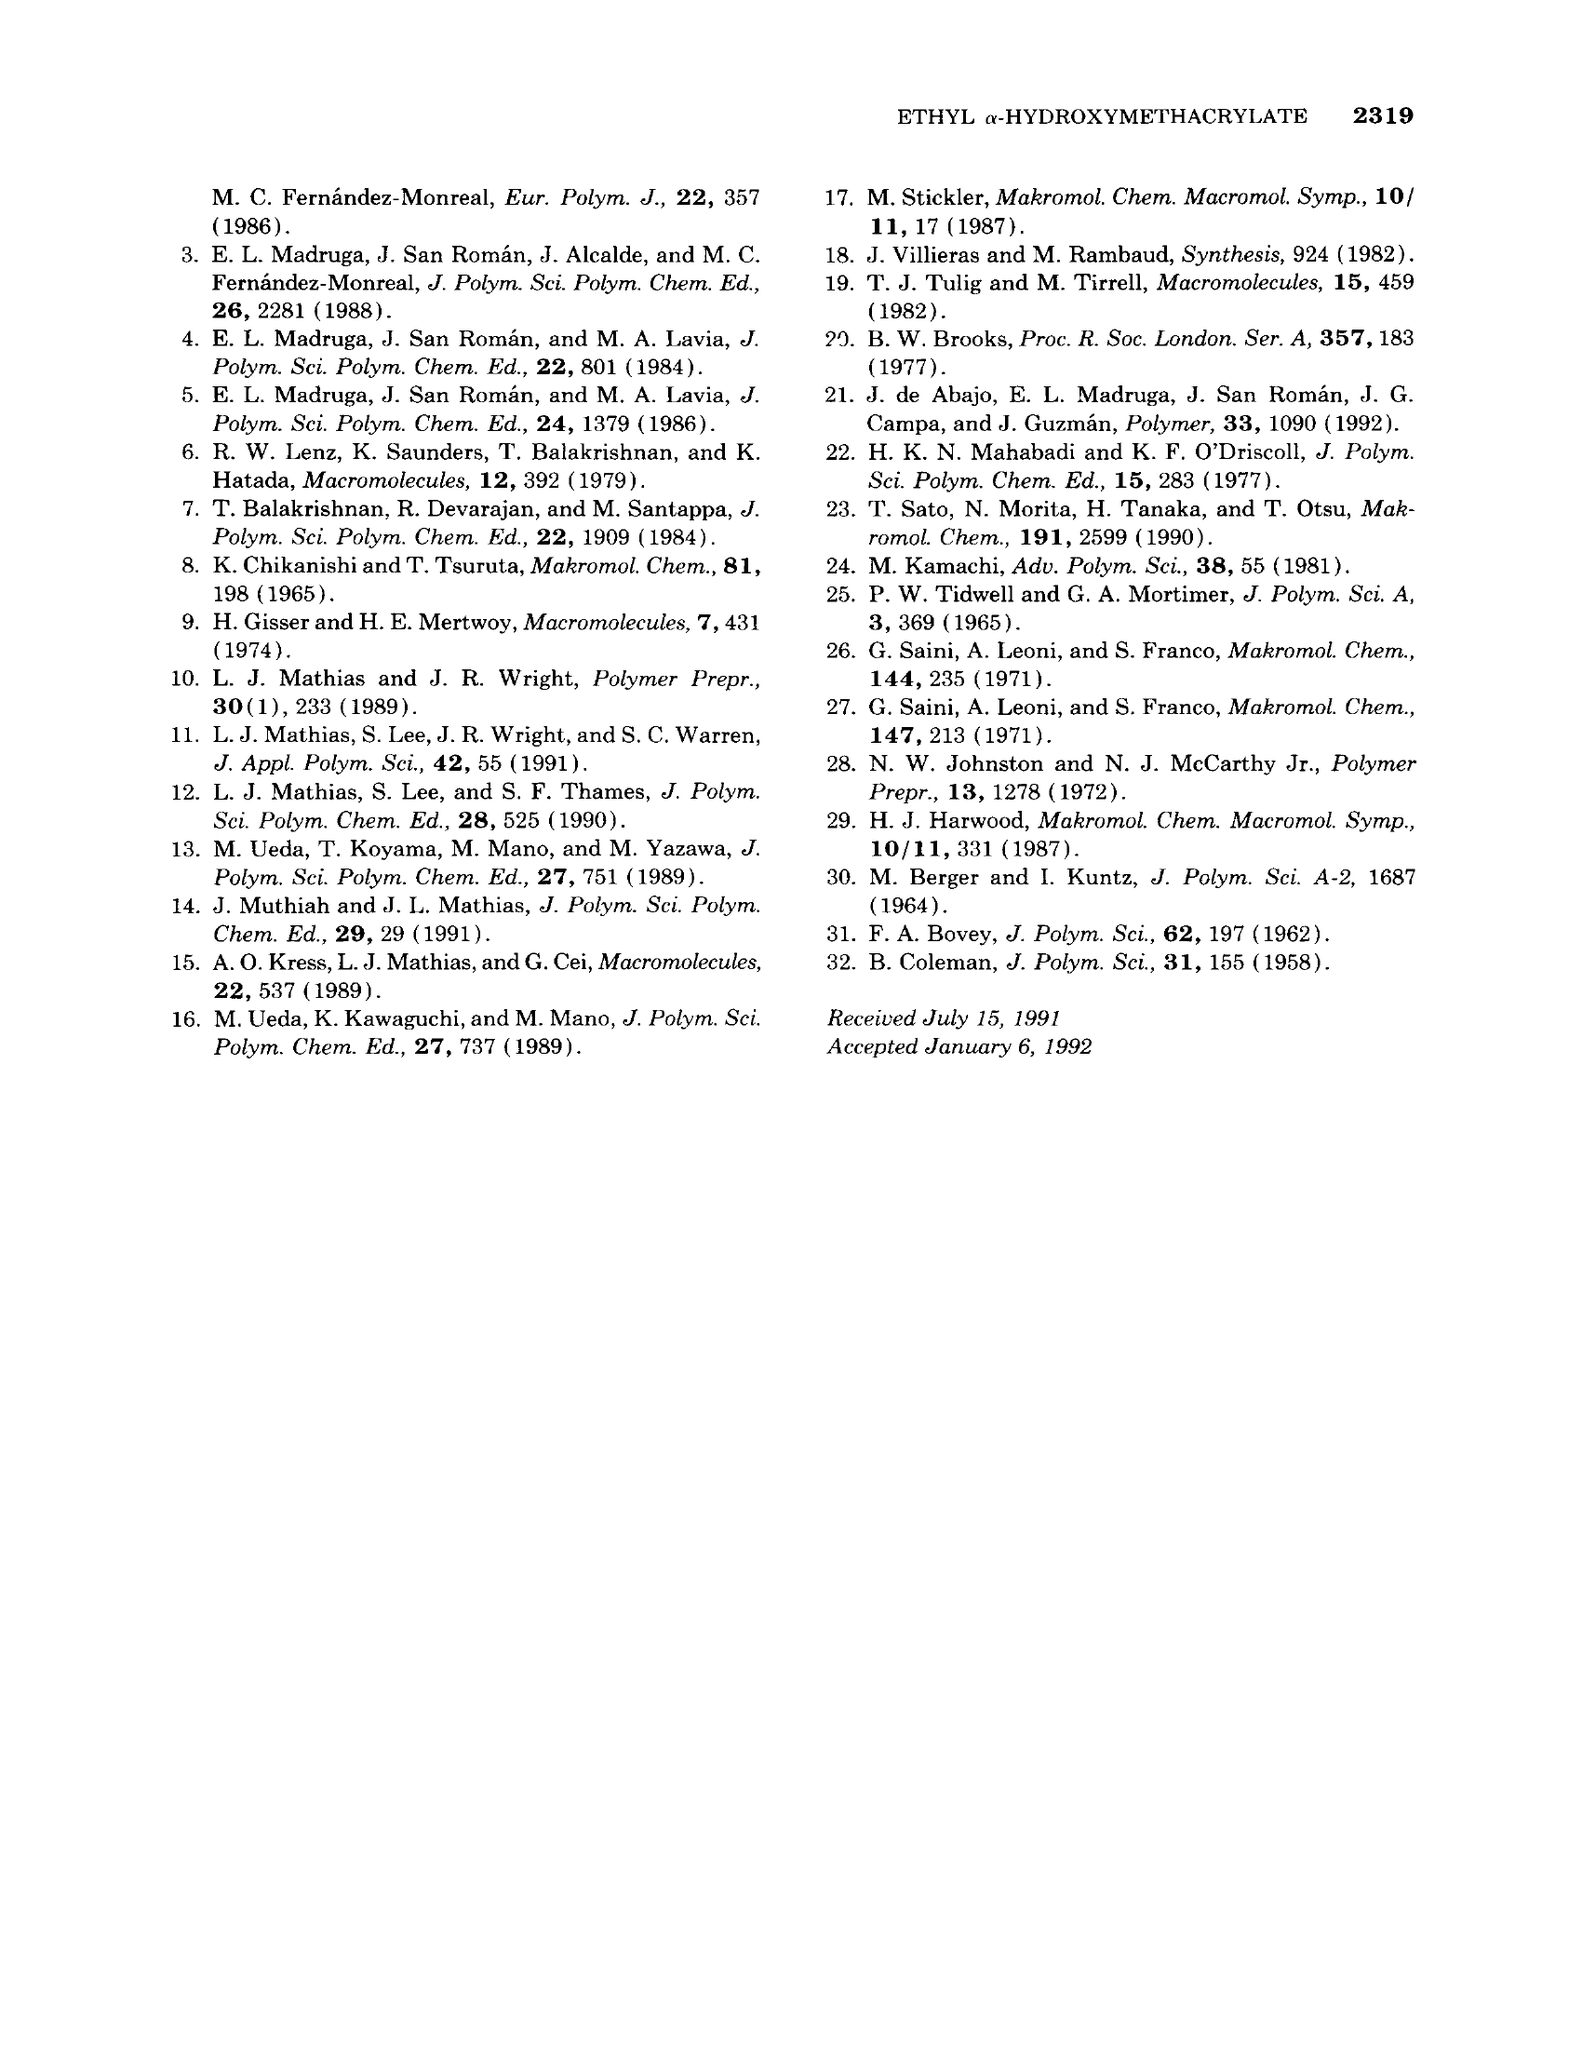 ETHYL α-HYDROXYMETHACRYLATE 2319
M. C. Fernández-Monreal, Eur. Polym. J., 22, 357
(1986).
3. E. L. Madruga, J. San Román, J. Alcalde, and M. C.
Fernández-Monreal, J. Polym. Sci. Polym. Chem. Ed.,
26, 2281 (1988).
4. E. L. Madruga, J. San Román, and M. A. Lavia, J.
Polym. Sci. Polym. Chem. Ed., 22, 801 (1984).
5. E. L. Madruga, J. San Román, and M. A. Lavia, J.
Polym. Sci. Polym. Chem. Ed., 24, 1379 (1986).
6. R. W. Lenz, K. Saunders, T. Balakrishnan, and K.
Hatada, Macromolecules, 12, 392 (1979).
7. T. Balakrishnan, R. Devarajan, and M. Santappa, J.
Polym. Sci. Polym. Chem. Ed., 22, 1909 (1984).
8. K. Chikanishi and T. Tsuruta, Makromol. Chem., 81,
198 (1965).
9. H. Gisser and H. E. Mertwoy, Macromolecules, 7, 431
(1974).
10. L. J. Mathias and J. R. Wright, Polymer Prepr.,
30(1), 233 (1989).
11. L. J. Mathias, S. Lee, J. R. Wright, and S. C. Warren,
J. Appl. Polym. Sci., 42, 55 (1991).
12. L. J. Mathias, S. Lee, and S. F. Thames, J. Polym.
Sci. Polym. Chem. Ed., 28, 525 (1990).
13. M. Ueda, T. Koyama, M. Mano, and M. Yazawa, J.
Polym. Sci. Polym. Chem. Ed., 27, 751 (1989).
14. J. Muthiah and J. L. Mathias, J. Polym. Sci. Polym.
Chem. Ed., 29, 29 (1991).
15. A. O. Kress, L. J. Mathias, and G. Cei, Macromolecules,
22, 537 (1989).
16. M. Ueda, K. Kawaguchi, and M. Mano, J. Polym. Sci.
Polym. Chem. Ed., 27, 737 (1989).
17. M. Stickler, Makromol. Chem. Macromol. Symp., 10/
11, 17 (1987).
18. J. Villieras and M. Rambaud, Synthesis, 924 (1982).
19. T. J. Tulig and M. Tirrell, Macromolecules, 15, 459
(1982).
20. B. W. Brooks, Proc. R. Soc. London. Ser. A, 357, 183
(1977).
21. J. de Abajo, E. L. Madruga, J. San Román, J. G.
Campa, and J. Guzmán, Polymer, 33, 1090 (1992).
22. H. K. N. Mahabadi and K. F. O'Driscoll, J. Polym.
Sci. Polym. Chem. Ed., 15, 283 (1977).
23. T. Sato, N. Morita, H. Tanaka, and T. Otsu, Mak-
romol. Chem., 191, 2599 (1990).
24. M. Kamachi, Adv. Polym. Sci., 38, 55 (1981).
25. P. W. Tidwell and G. A. Mortimer, J. Polym. Sci. A,
3, 369 (1965).
26. G. Saini, A. Leoni, and S. Franco, Makromol. Chem.,
144, 235 (1971).
27. G. Saini, A. Leoni, and S. Franco, Makromol. Chem.,
147, 213 (1971).
28. N. W. Johnston and N. J. McCarthy Jr., Polymer
Prepr., 13, 1278 (1972).
29. H. J. Harwood, Makromol. Chem. Macromol. Symp.,
10/11, 331 (1987).
30. M. Berger and I. Kuntz, J. Polym. Sci. A-2, 1687
(1964).
31. F. A. Bovey, J. Polym. Sci., 62, 197 (1962).
32. B. Coleman, J. Polym. Sci., 31, 155 (1958).
Received July 15, 1991
Accepted January 6, 1992